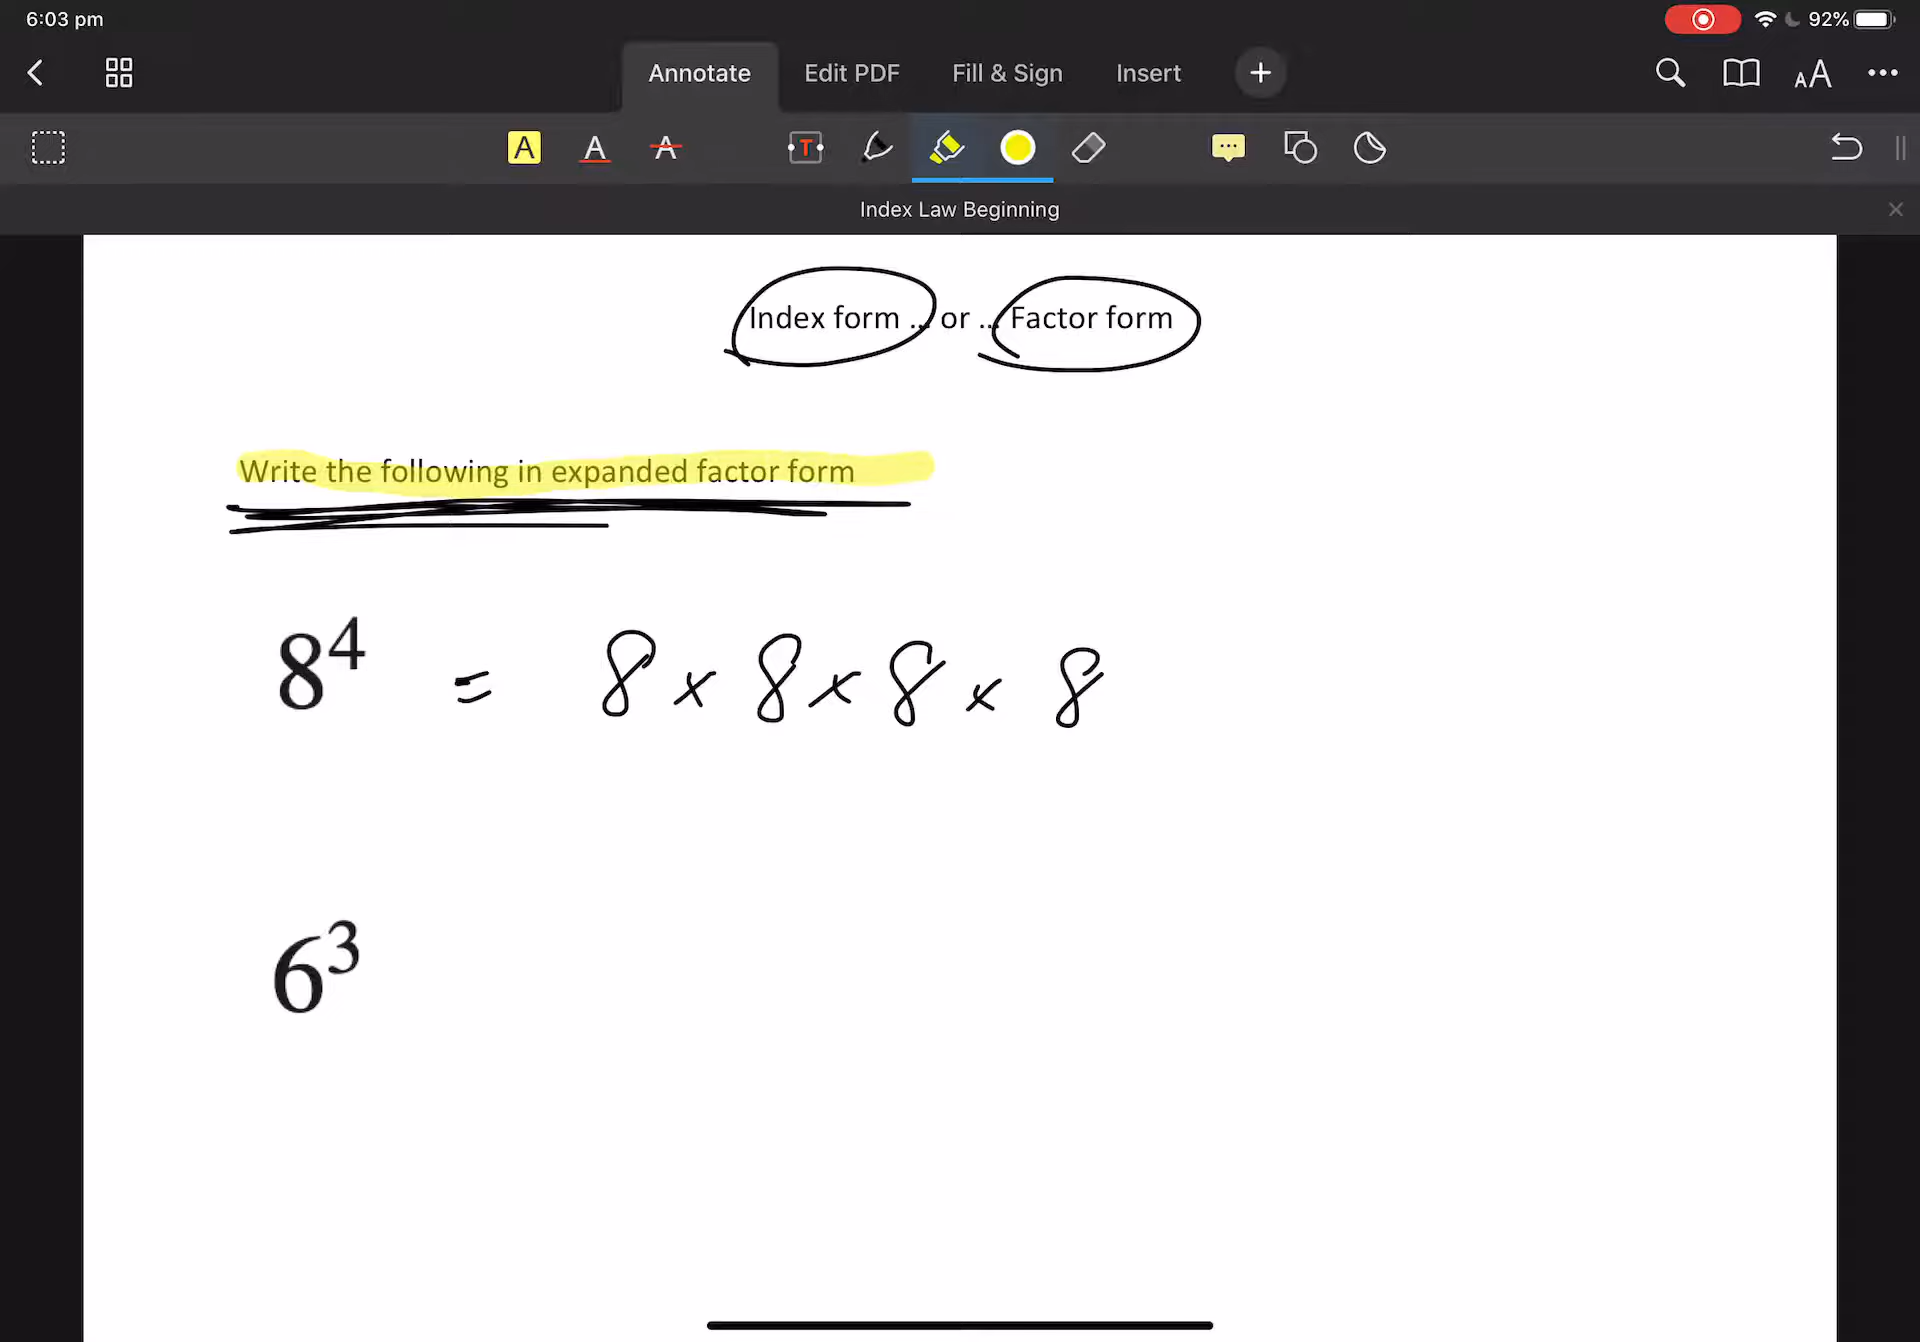 6:03 pm
92%
Annotate Edit PDF Fill & Sign Insert
A A A T
AA
Index Law Beginning
Index form ... or ... Factor form
Write the following in expanded factor form
8⁴ = 8 × 8 × 8 × 8
6³